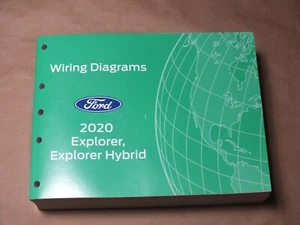 Wiring Diagrams
Ford
2020
Explorer,
Explorer Hybrid